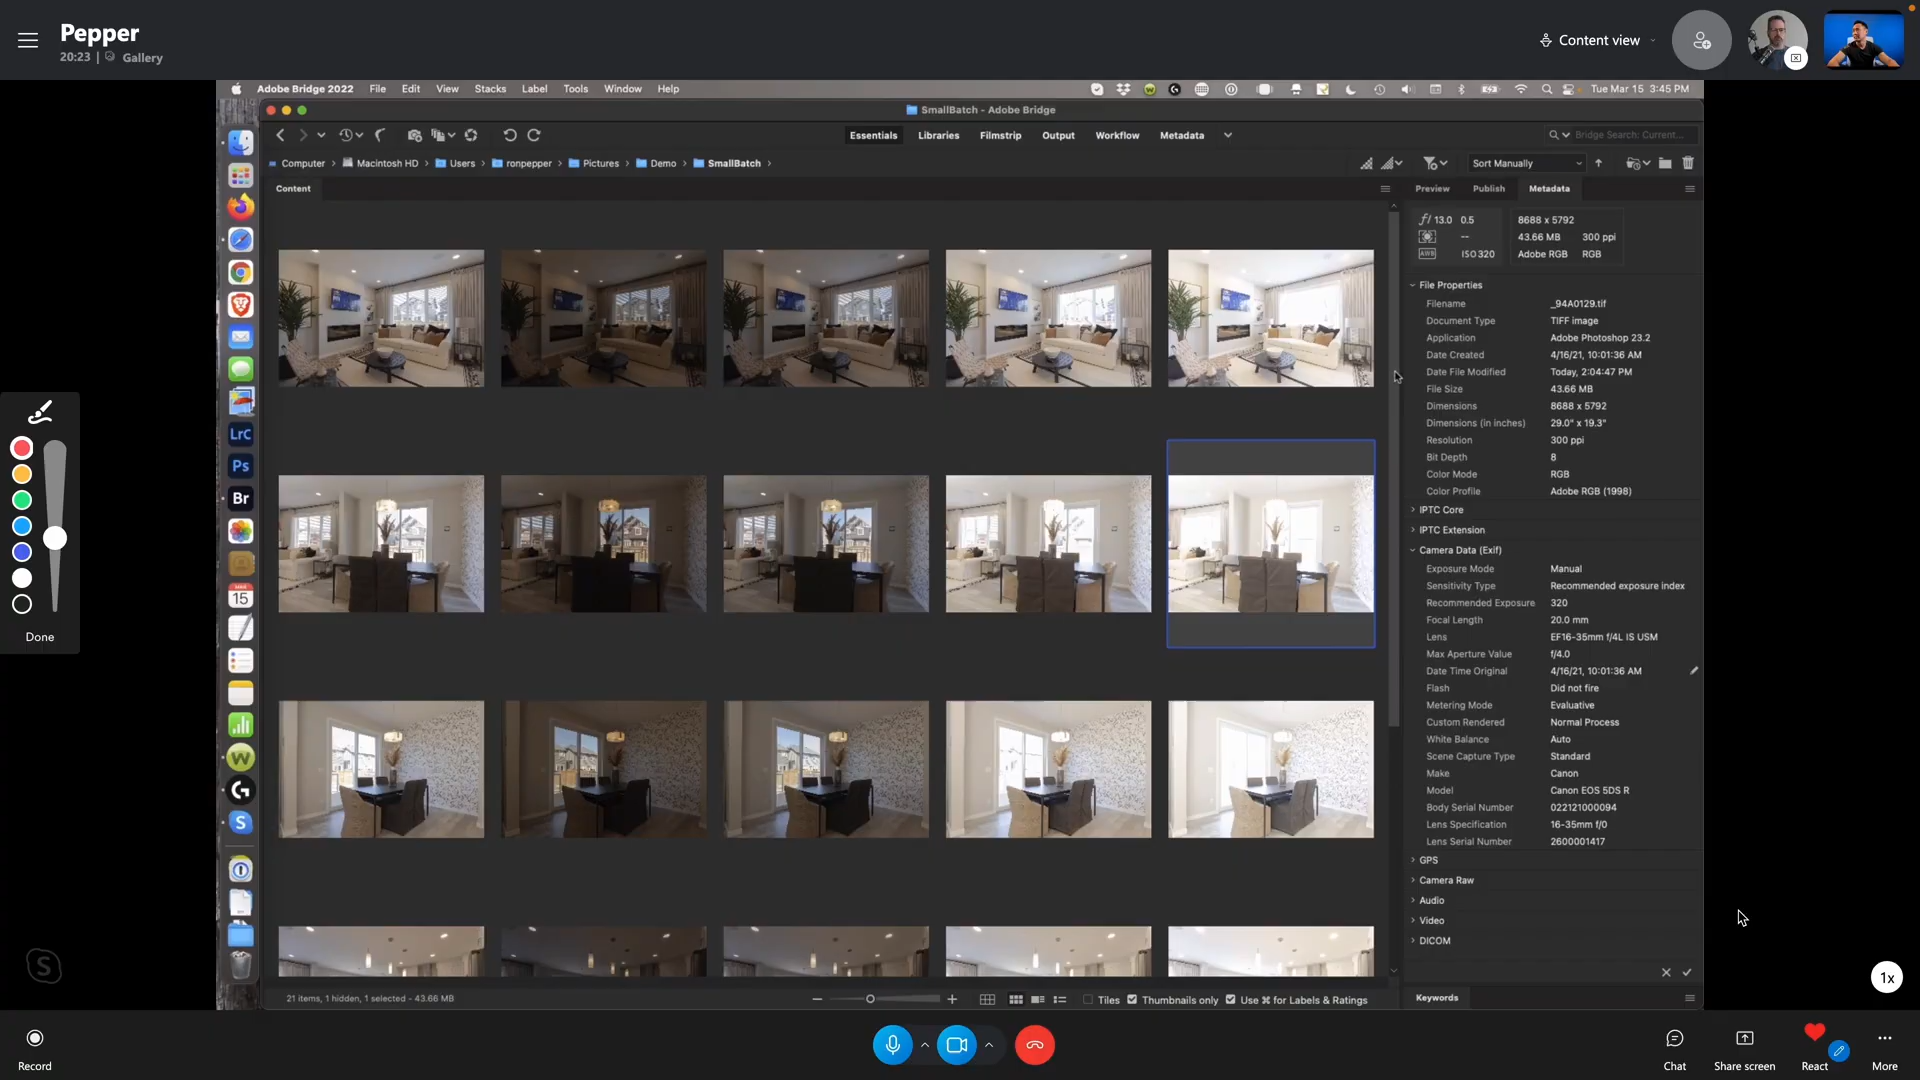 Pepper
20:23 | Gallery
Content view
Adobe Bridge 2022 File Edit View Stacks Label Tools Window Help
Tue Mar 15 3:45 PM
SmallBatch - Adobe Bridge
Essentials Libraries Filmstrip Output Workflow Metadata
Bridge Search: Current...
Computer > Macintosh HD > Users > ronpepper > Pictures > Demo > SmallBatch >
Sort Manually
Content
Preview Publish Metadata
f/ 13.0 0.5
--
AWB ISO 320
8688 x 5792
43.66 MB 300 ppi
Adobe RGB RGB
File Properties
Filename _94A0129.tif
Document Type TIFF image
Application Adobe Photoshop 23.2
Date Created 4/16/21, 10:01:36 AM
Date File Modified Today, 2:04:47 PM
File Size 43.66 MB
Dimensions 8688 x 5792
Dimensions (in inches) 29.0" x 19.3"
Resolution 300 ppi
Bit Depth 8
Color Mode RGB
Color Profile Adobe RGB (1998)
IPTC Core
IPTC Extension
Camera Data (Exif)
Exposure Mode Manual
Sensitivity Type Recommended exposure index
Recommended Exposure 320
Focal Length 20.0 mm
Lens EF16-35mm f/4L IS USM
Max Aperture Value f/4.0
Date Time Original 4/16/21, 10:01:36 AM
Flash Did not fire
Metering Mode Evaluative
Custom Rendered Normal Process
White Balance Auto
Scene Capture Type Standard
Make Canon
Model Canon EOS 5DS R
Body Serial Number 022121000094
Lens Specification 16-35mm f/0
Lens Serial Number 2600001417
GPS
Camera Raw
Audio
Video
DICOM
Keywords
LrC
Ps
Br
MAR
15
W
G
S
Done
S
21 items, 1 hidden, 1 selected - 43.66 MB
Tiles Thumbnails only Use ⌘ for Labels & Ratings
1x
Record
Chat Share screen React More